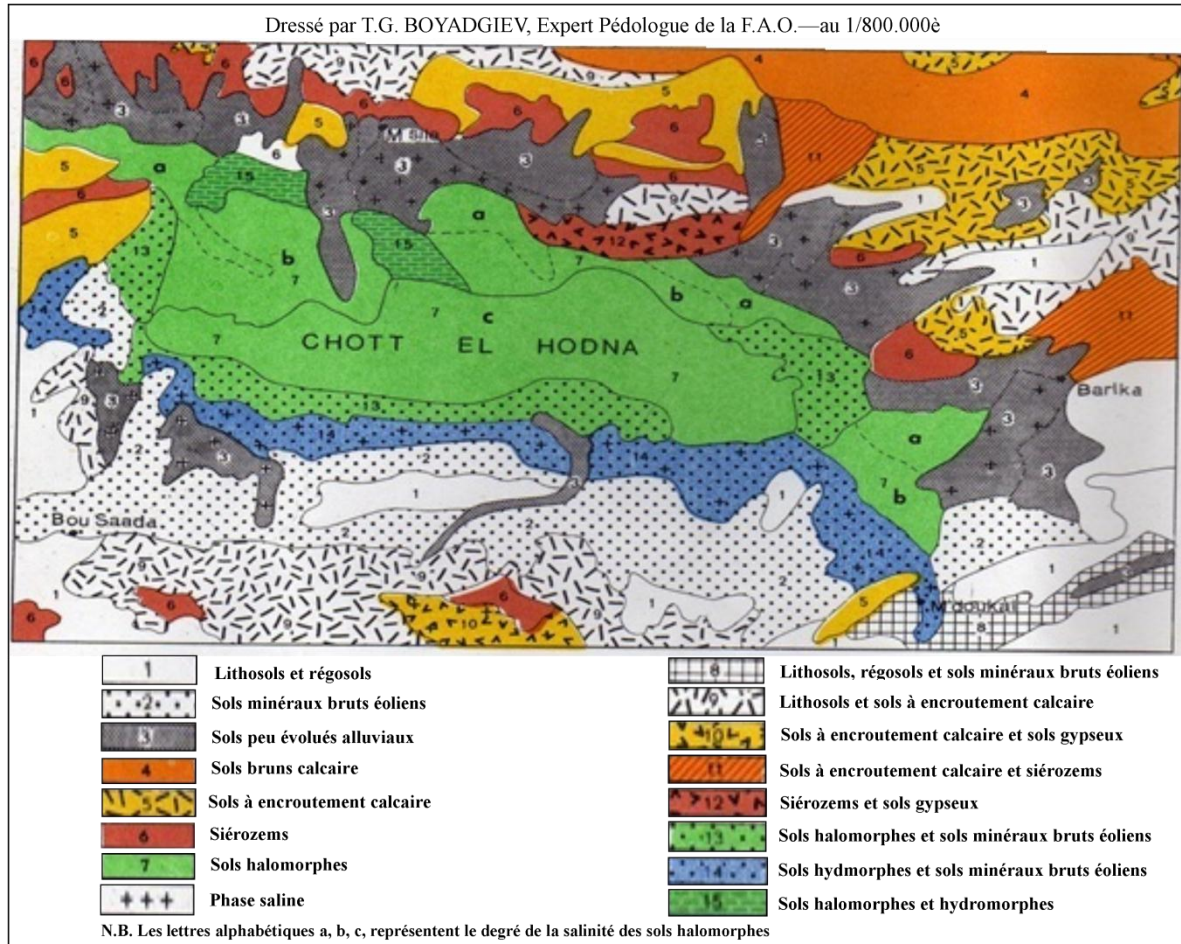 Dressé par T.G. BOYADGIEV, Expert Pédologue de la F.A.O.—au 1/800.000è
M'Sila
CHOTT EL HODNA
Barika
Bou Saada
M'doukal
1 Lithosols et régosols
2 Sols minéraux bruts éoliens
3 Sols peu évolués alluviaux
4 Sols bruns calcaire
5 Sols à encroutement calcaire
6 Siérozems
7 Sols halomorphes
+++ Phase saline
8 Lithosols, régosols et sols minéraux bruts éoliens
9 Lithosols et sols à encroutement calcaire
10 Sols à encroutement calcaire et sols gypseux
11 Sols à encroutement calcaire et siérozems
12 Siérozems et sols gypseux
13 Sols halomorphes et sols minéraux bruts éoliens
14 Sols hydmorphes et sols minéraux bruts éoliens
15 Sols halomorphes et hydromorphes
N.B. Les lettres alphabétiques a, b, c, représentent le degré de la salinité des sols halomorphes